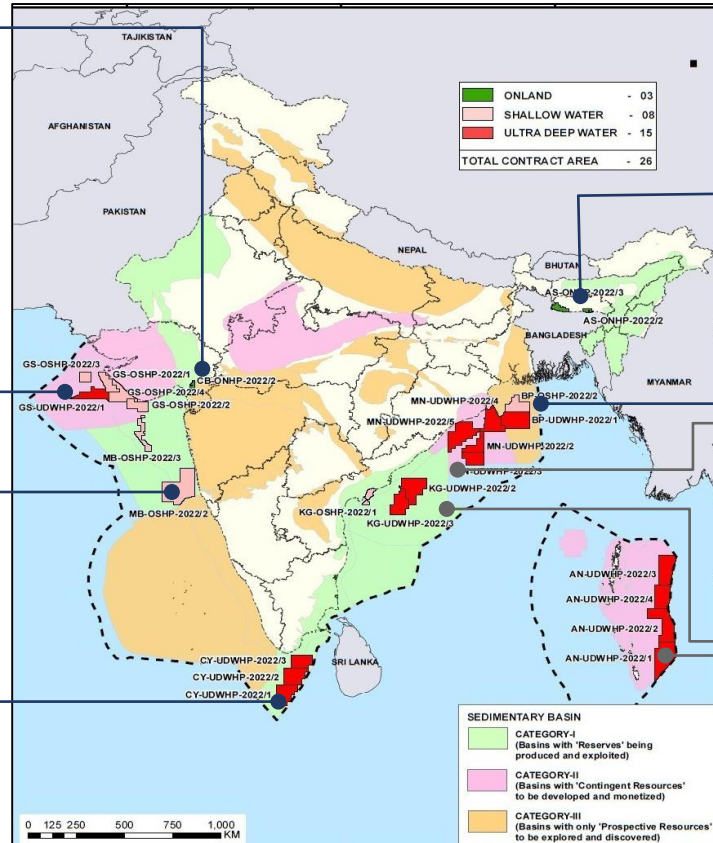 TAJIKISTAN
AFGHANISTAN
PAKISTAN
NEPAL
BHUTAN
BANGLADESH
MYANMAR
SRI LANKA
ONLAND - 03
SHALLOW WATER - 08
ULTRA DEEP WATER - 15
TOTAL CONTRACT AREA - 26
AS-ONHP-2022/3
AS-ONHP-2022/2
GS-OSHP-2022/3
GS-OSHP-2022/1
CB-ONHP-2022/2
GS-OSHP-2022/4
GS-UDWHP-2022/1
GS-OSHP-2022/2
MB-OSHP-2022/3
MB-OSHP-2022/2
MN-UDWHP-2022/4
BP-OSHP-2022/2
MN-UDWHP-2022/5
BP-UDWHP-2022/1
MN-UDWHP-2022/2
N-UDWHP-2022/3
KG-UDWHP-2022/2
KG-OSHP-2022/1
KG-UDWHP-2022/3
AN-UDWHP-2022/3
AN-UDWHP-2022/4
AN-UDWHP-2022/2
AN-UDWHP-2022/1
CY-UDWHP-2022/3
CY-UDWHP-2022/2
CY-UDWHP-2022/1
SEDIMENTARY BASIN
CATEGORY-I
(Basins with 'Reserves' being
produced and exploited)
CATEGORY-II
(Basins with 'Contingent Resources'
to be developed and monetized)
CATEGORY-III
(Basins with only 'Prospective Resources'
to be explored and discovered)
0 125 250 500 750 1,000
KM